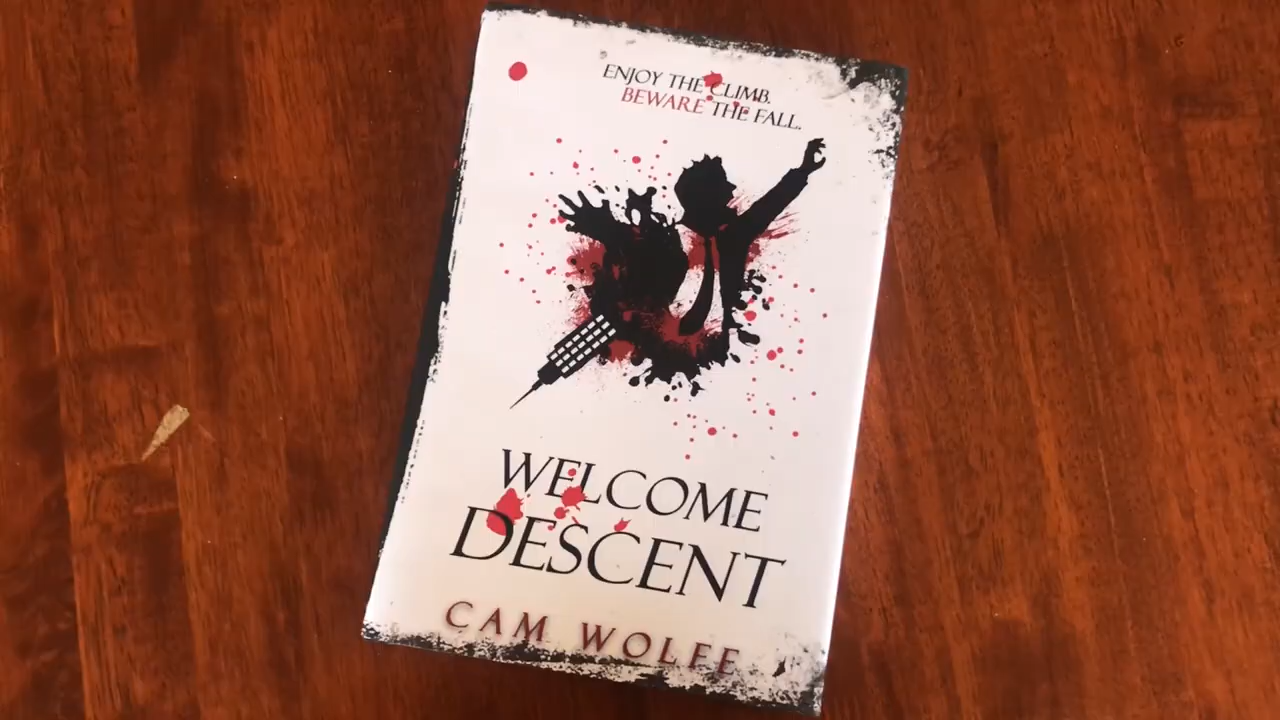 ENJOY THE CLIMB.
BEWARE THE FALL.
WELCOME
DESCENT
CAM WOLFE